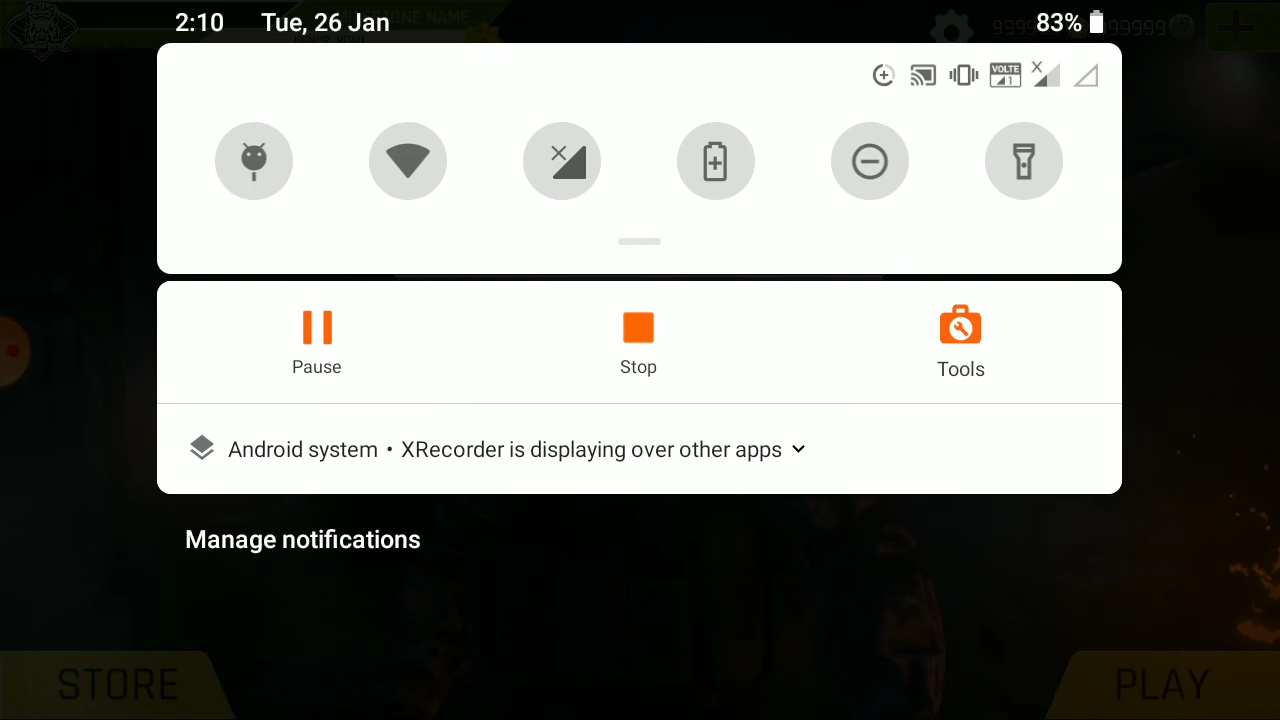 2:10 Tue, 26 Jan 83%
VOLTE 1
Pause Stop Tools
Android system • XRecorder is displaying over other apps
Manage notifications
STORE PLAY